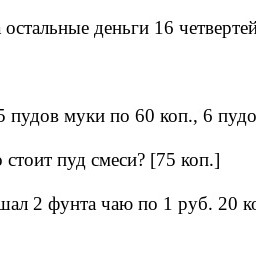 остальные деньги 16 четвертей
5 пудов муки по 60 коп., 6 пудо
стоит пуд смеси? [75 коп.]
шал 2 фунта чаю по 1 руб. 20 ко